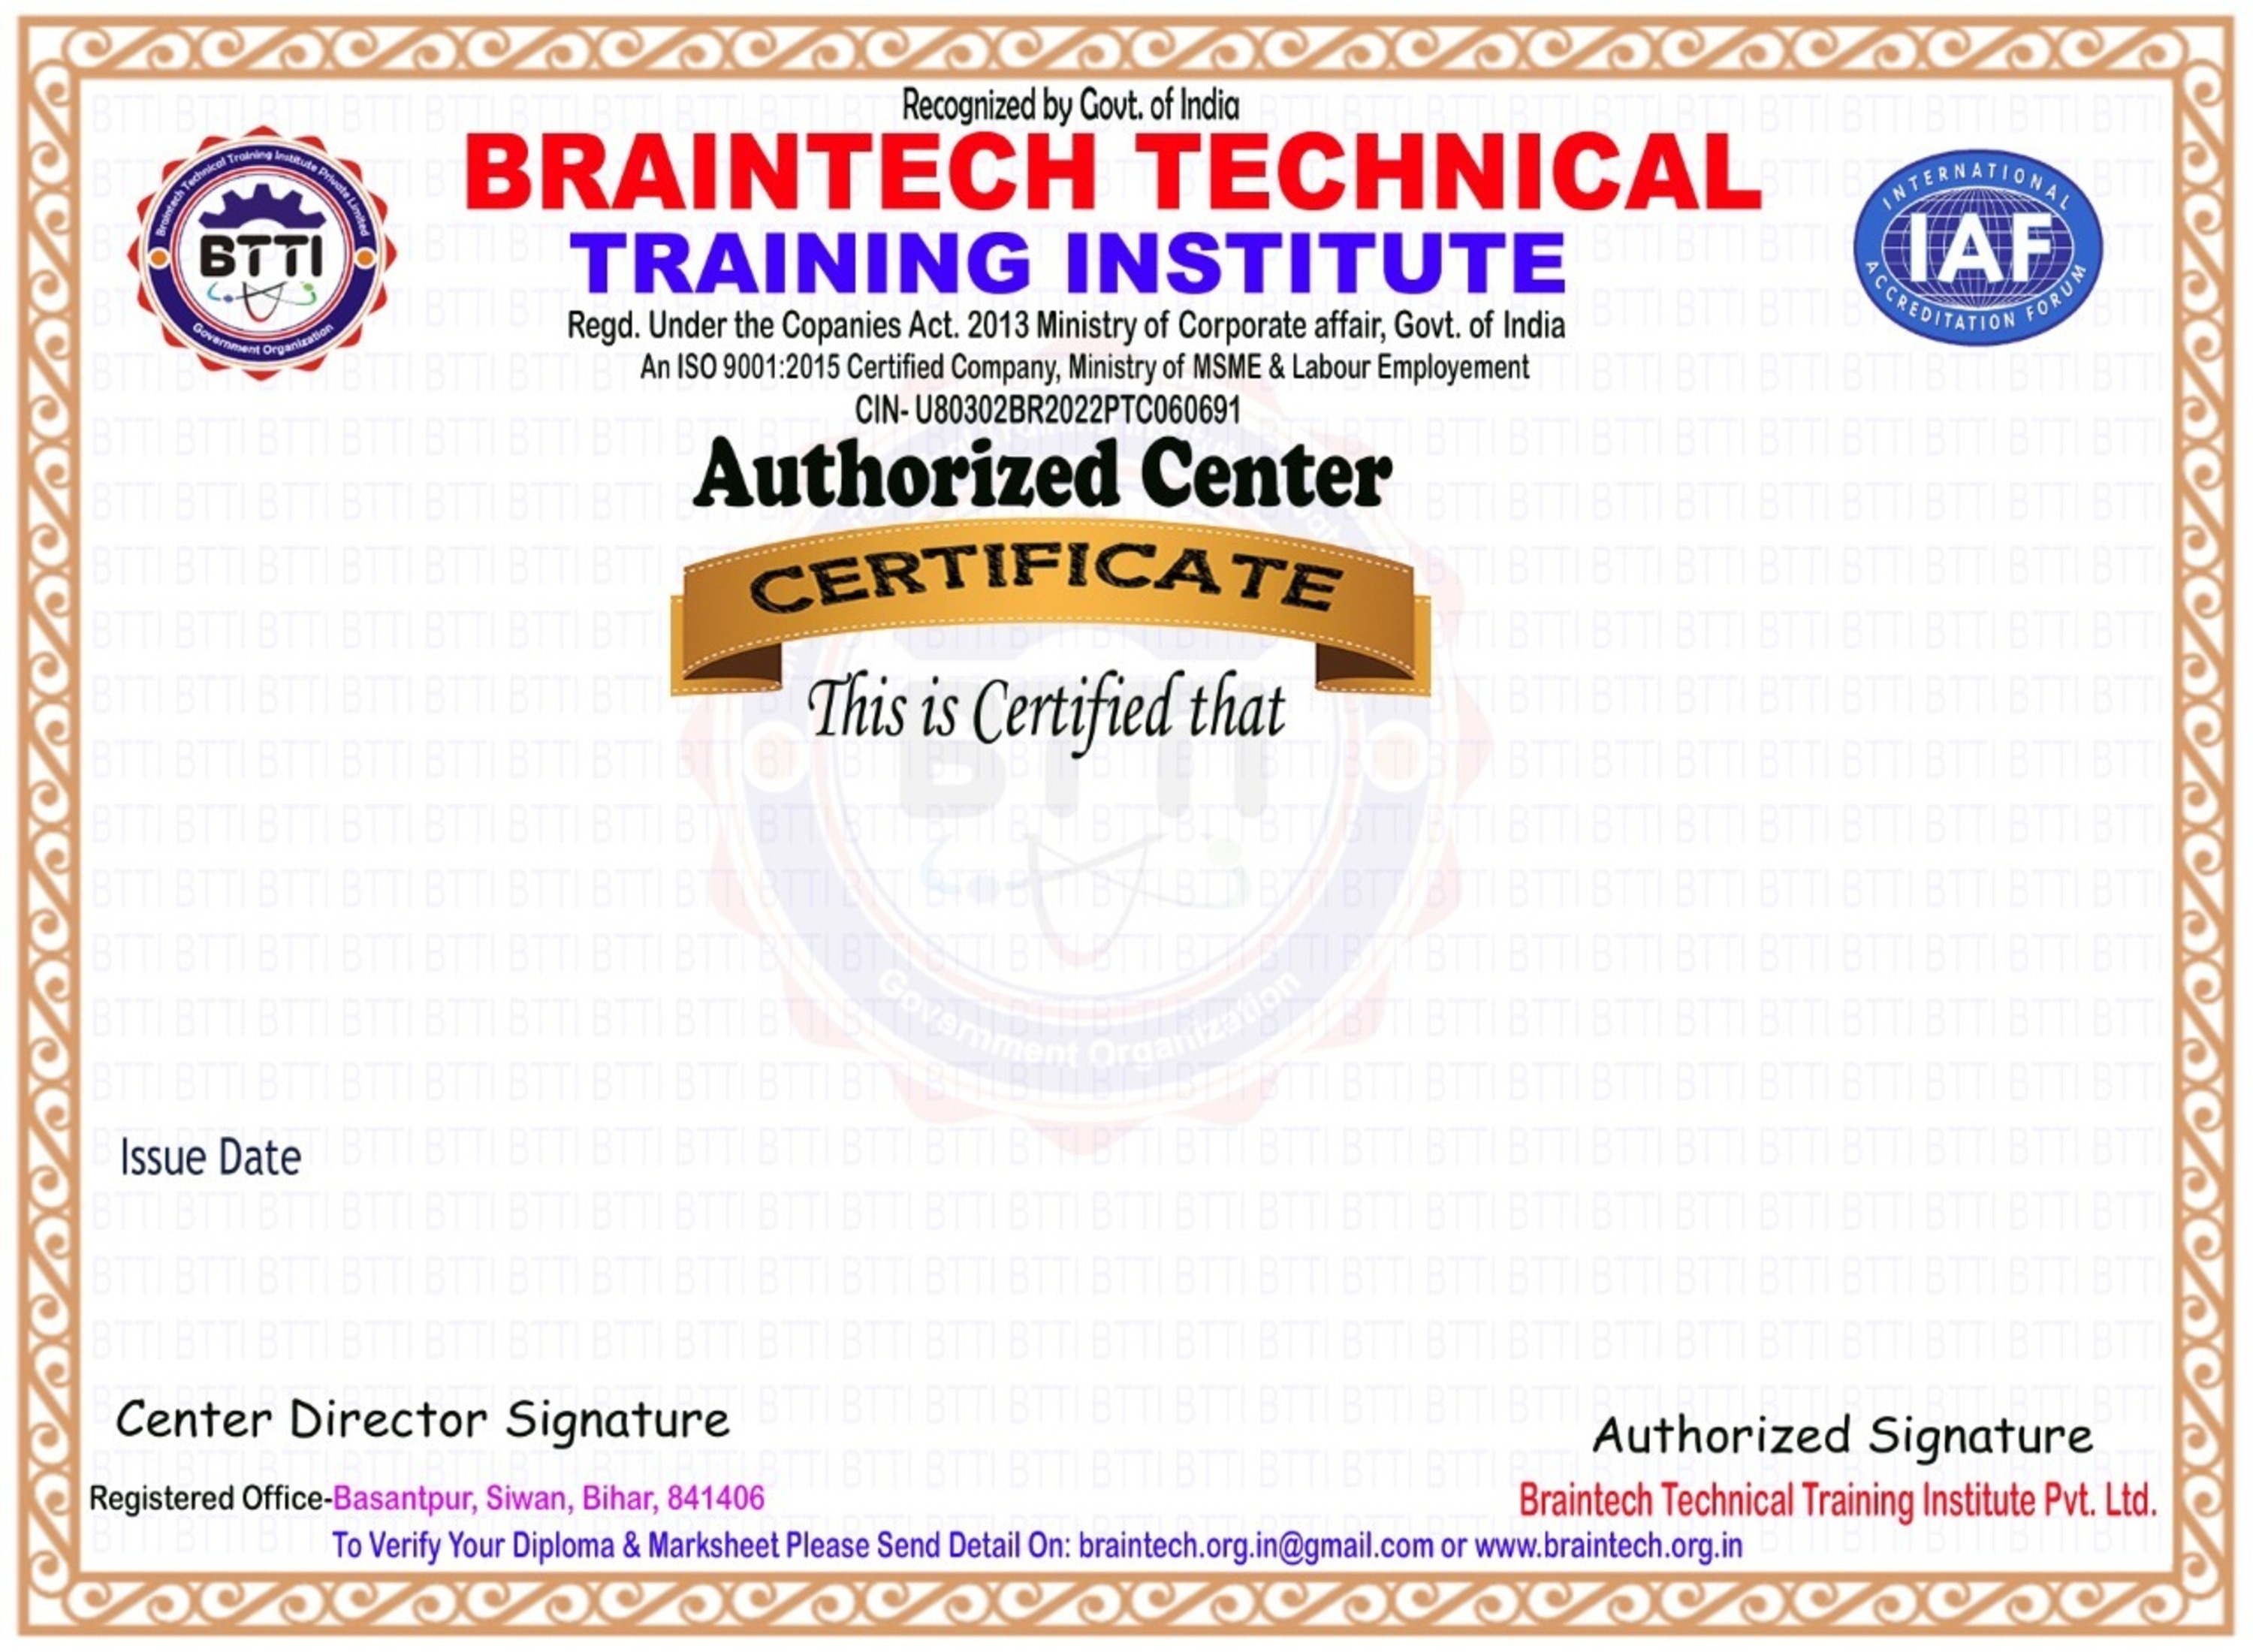 Recognized by Govt. of India
BRAINTECH TECHNICAL
TRAINING INSTITUTE
Braintech Technical Training Institute Private Limited
BTTI
Government Organization
INTERNATIONAL
IAF
ACCREDITATION FORUM
Regd. Under the Copanies Act. 2013 Ministry of Corporate affair, Govt. of India
An ISO 9001:2015 Certified Company, Ministry of MSME & Labour Employement
CIN- U80302BR2022PTC060691
Authorized Center
CERTIFICATE
This is Certified that
BTTI
Government Organization
Issue Date
Center Director Signature
Authorized Signature
Registered Office-Basantpur, Siwan, Bihar, 841406
Braintech Technical Training Institute Pvt. Ltd.
To Verify Your Diploma & Marksheet Please Send Detail On: braintech.org.in@gmail.com or www.braintech.org.in